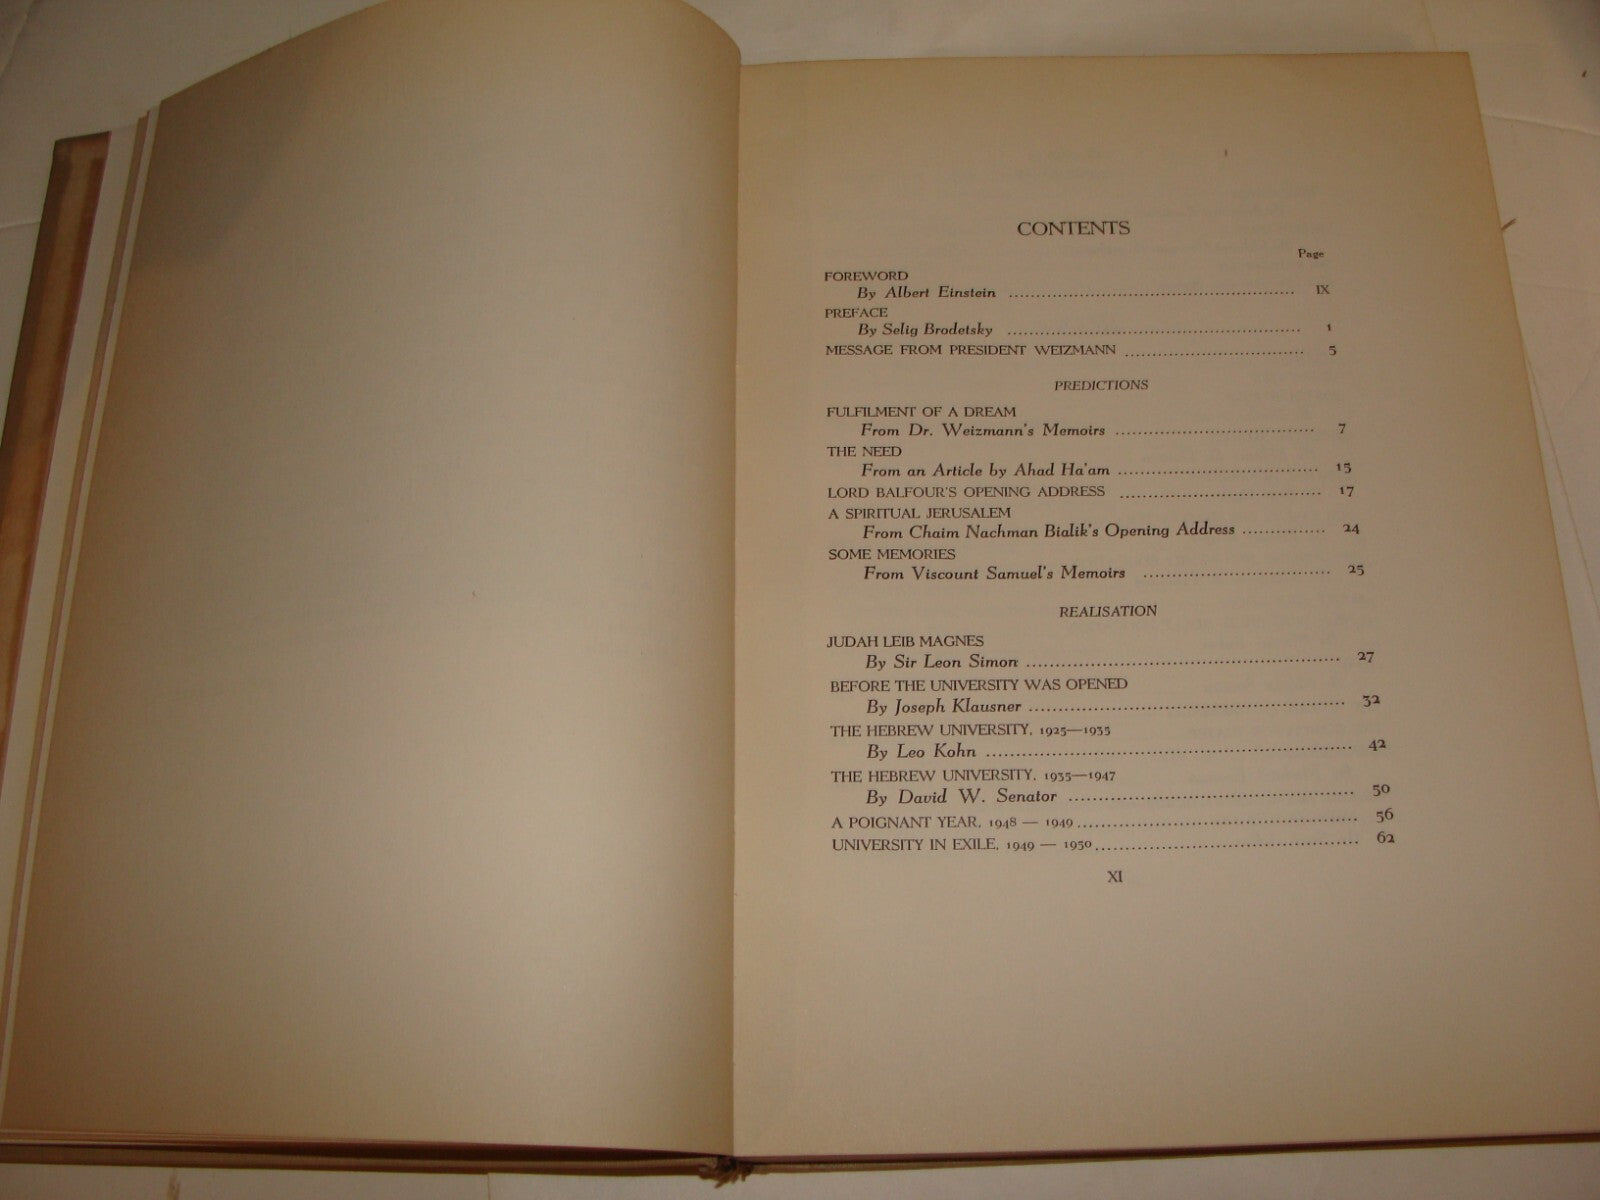 CONTENTS
Page
FOREWORD
By Albert Einstein ........................................ IX
PREFACE
By Selig Brodetsky ........................................ 1
MESSAGE FROM PRESIDENT WEIZMANN ........................................ 5
PREDICTIONS
FULFILMENT OF A DREAM
From Dr. Weizmann's Memoirs ........................................ 7
THE NEED
From an Article by Ahad Ha'am ........................................ 15
LORD BALFOUR'S OPENING ADDRESS ........................................ 17
A SPIRITUAL JERUSALEM
From Chaim Nachman Bialik's Opening Address .............. 24
SOME MEMORIES
From Viscount Samuel's Memoirs ........................................ 25
REALISATION
JUDAH LEIB MAGNES
By Sir Leon Simon ........................................ 27
BEFORE THE UNIVERSITY WAS OPENED
By Joseph Klausner ........................................ 32
THE HEBREW UNIVERSITY, 1925—1935
By Leo Kohn ........................................ 42
THE HEBREW UNIVERSITY, 1935—1947
By David W. Senator ........................................ 50
A POIGNANT YEAR, 1948 — 1949 ........................................ 56
UNIVERSITY IN EXILE, 1949 — 1950 ........................................ 62
XI